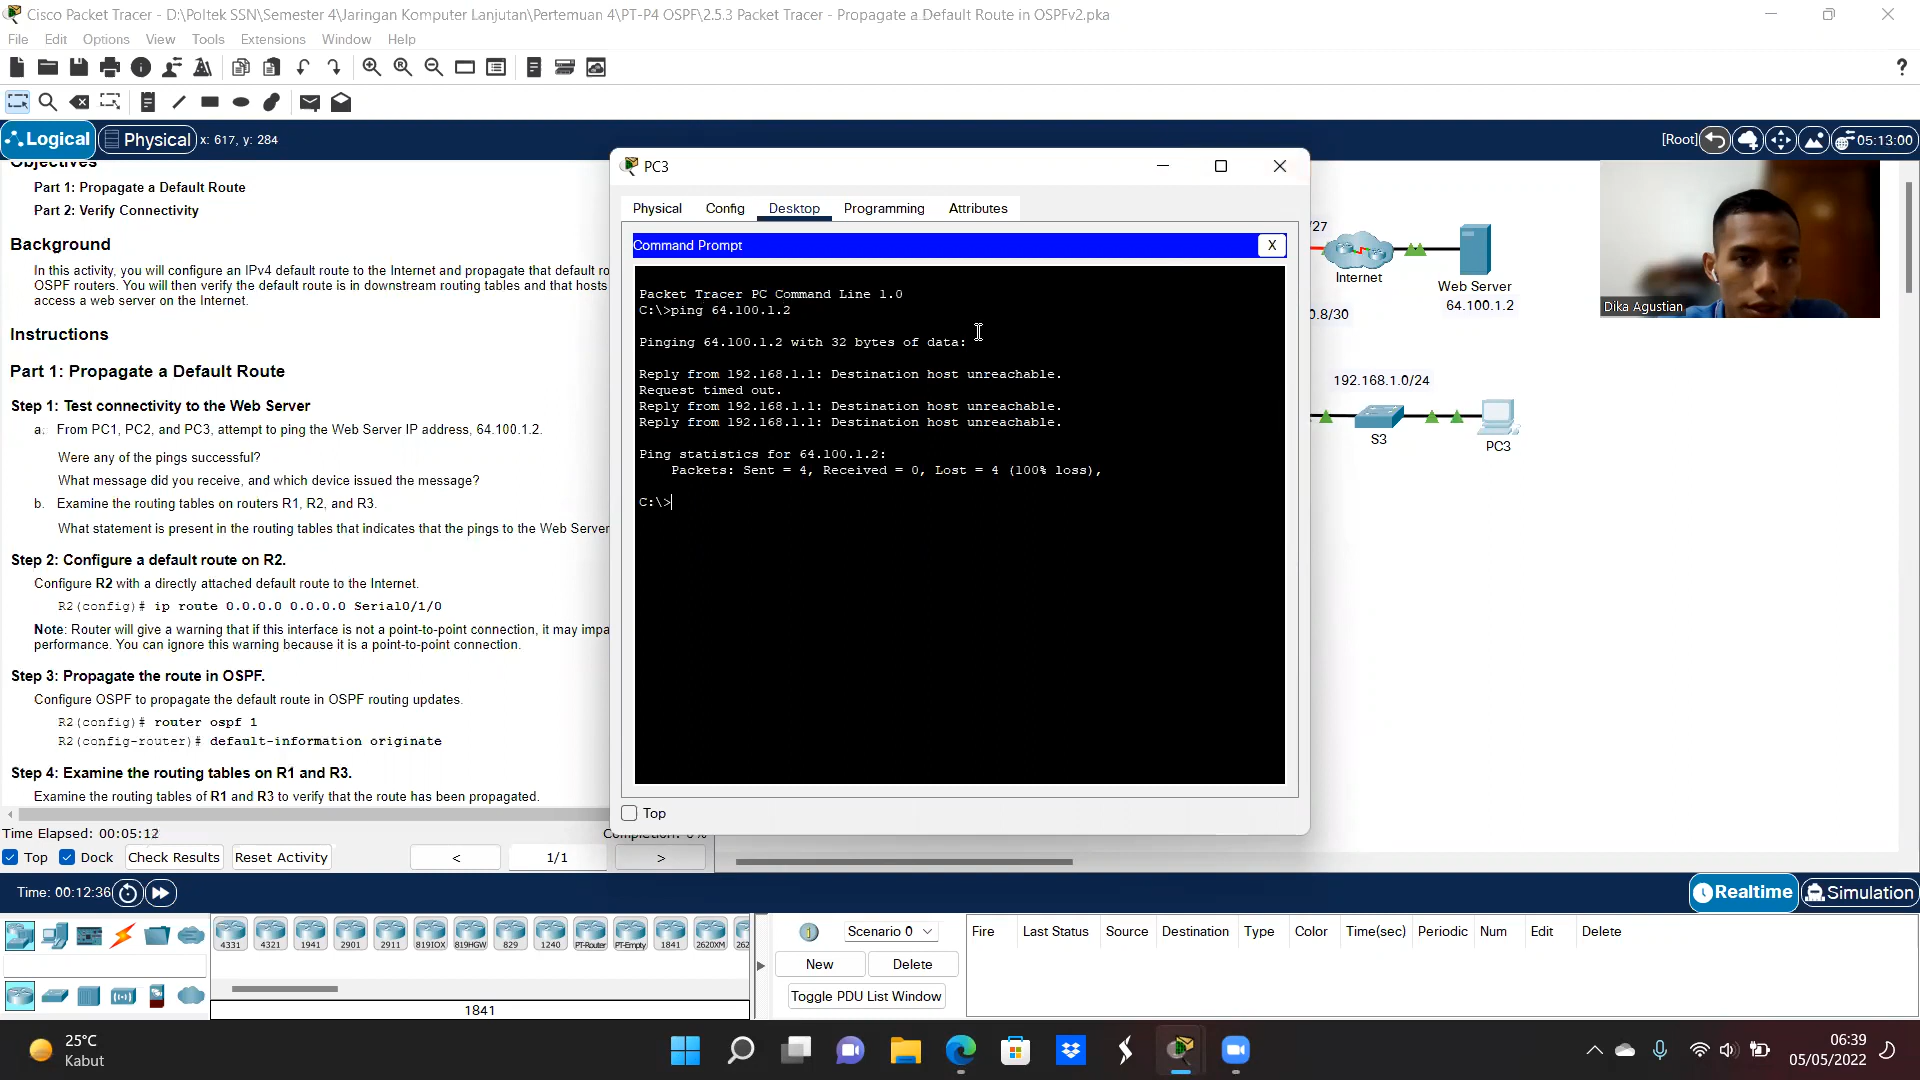 Cisco Packet Tracer - D:\Poltek SSN\Semester 4\Jaringan Komputer Lanjutan\Pertemuan 4\PT-P4 OSPF\2.5.3 Packet Tracer - Propagate a Default Route in OSPFv2.pka
File Edit Options View Tools Extensions Window Help
?
Logical Physical x: 617, y: 284
[Root] 05:13:00
Objectives
Part 1: Propagate a Default Route
Part 2: Verify Connectivity
Background
In this activity, you will configure an IPv4 default route to the Internet and propagate that default ro
OSPF routers. You will then verify the default route is in downstream routing tables and that hosts
access a web server on the Internet.
Instructions
Part 1: Propagate a Default Route
Step 1: Test connectivity to the Web Server
a. From PC1, PC2, and PC3, attempt to ping the Web Server IP address, 64.100.1.2.
Were any of the pings successful?
What message did you receive, and which device issued the message?
b. Examine the routing tables on routers R1, R2, and R3.
What statement is present in the routing tables that indicates that the pings to the Web Server
Step 2: Configure a default route on R2.
Configure R2 with a directly attached default route to the Internet.
R2(config)# ip route 0.0.0.0 0.0.0.0 Serial0/1/0
Note: Router will give a warning that if this interface is not a point-to-point connection, it may impa
performance. You can ignore this warning because it is a point-to-point connection.
Step 3: Propagate the route in OSPF.
Configure OSPF to propagate the default route in OSPF routing updates.
R2(config)# router ospf 1
R2(config-router)# default-information originate
Step 4: Examine the routing tables on R1 and R3.
Examine the routing tables of R1 and R3 to verify that the route has been propagated.
Time Elapsed: 00:05:12
Top Dock Check Results Reset Activity < 1/1 >
PC3
Physical Config Desktop Programming Attributes
Command Prompt X
Packet Tracer PC Command Line 1.0
C:\>ping 64.100.1.2
Pinging 64.100.1.2 with 32 bytes of data:
Reply from 192.168.1.1: Destination host unreachable.
Request timed out.
Reply from 192.168.1.1: Destination host unreachable.
Reply from 192.168.1.1: Destination host unreachable.
Ping statistics for 64.100.1.2:
Packets: Sent = 4, Received = 0, Lost = 4 (100% loss),
C:\>
Top
/27
Internet
Web Server
64.100.1.2
0.8/30
192.168.1.0/24
S3
PC3
Dika Agustian
Time: 00:12:36
Realtime Simulation
4331 4321 1941 2901 2911 819IOX 819HGW 829 1240 PT-Router PT-Empty 1841 2620XM 262
1841
Scenario 0
New Delete
Toggle PDU List Window
Fire Last Status Source Destination Type Color Time(sec) Periodic Num Edit Delete
25°C
Kabut
06:39
05/05/2022